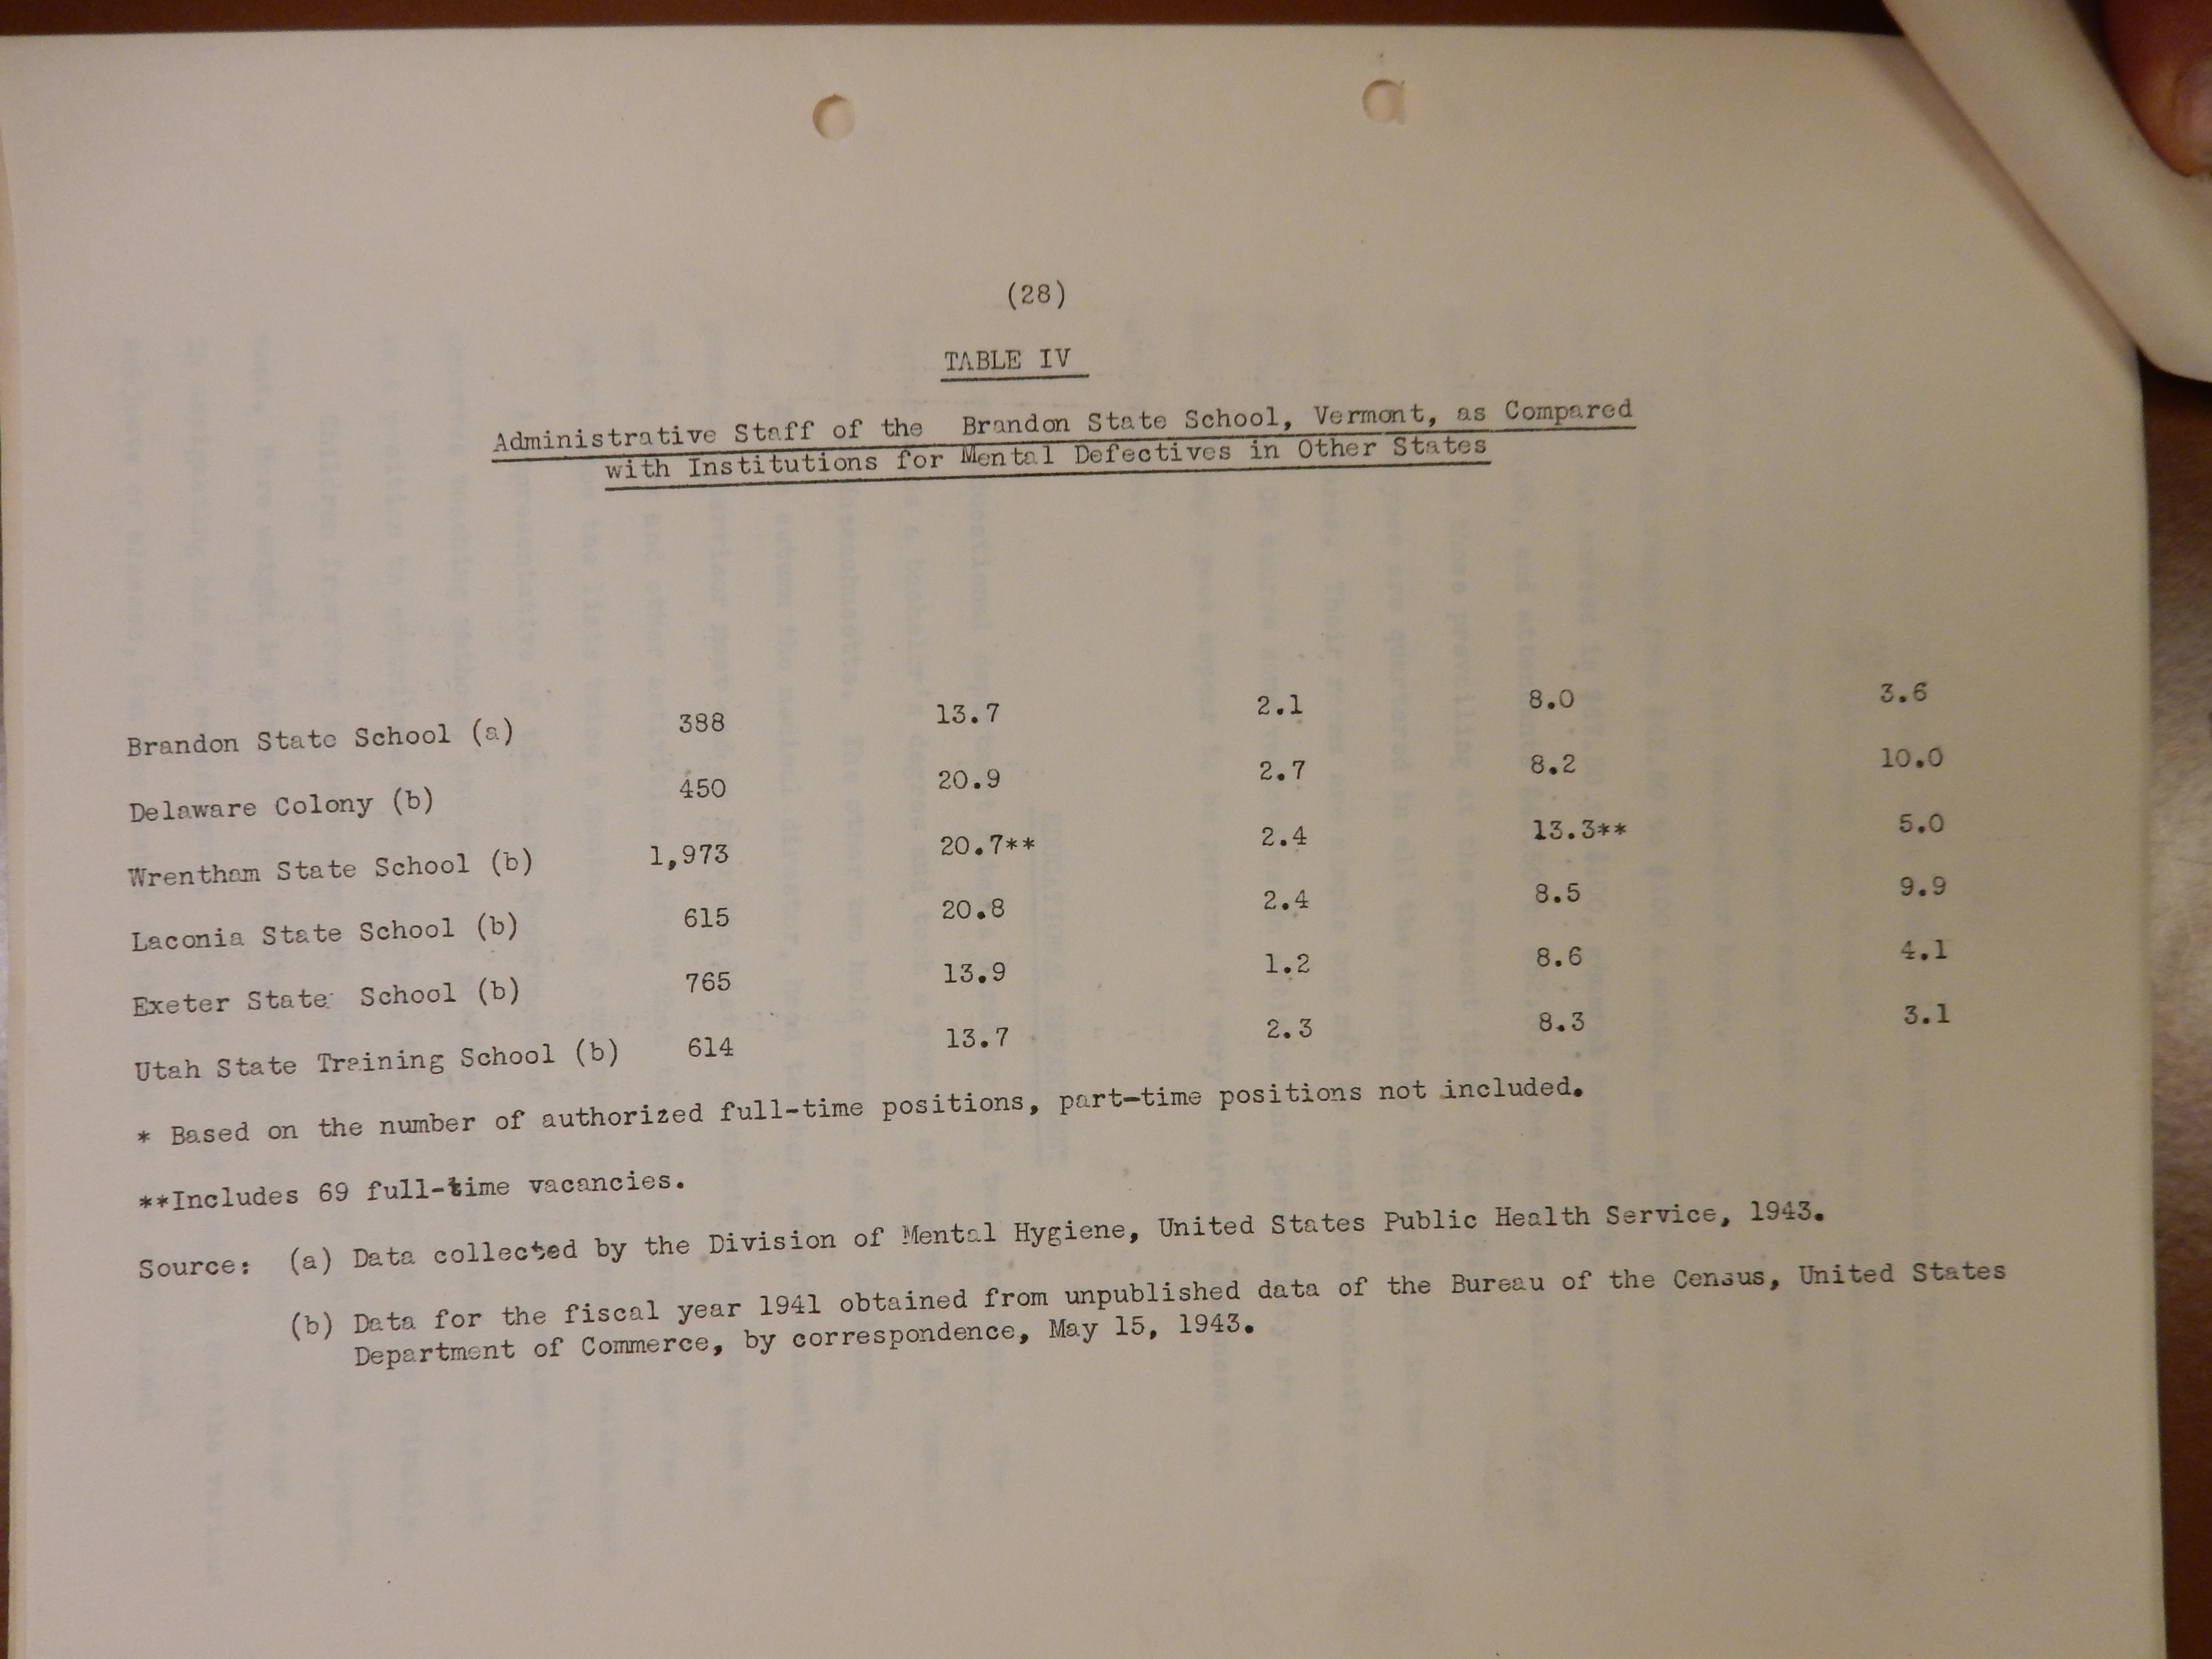 (28)
TABLE IV
Administrative Staff of the Brandon State School, Vermont, as Compared
with Institutions for Mental Defectives in Other States
Brandon State School (a) 388 13.7 2.1 8.0 3.6
Delaware Colony (b) 450 20.9 2.7 8.2 10.0
Wrentham State School (b) 1,973 20.7** 2.4 13.3** 5.0
Laconia State School (b) 615 20.8 2.4 8.5 9.9
Exeter State School (b) 765 13.9 1.2 8.6 4.1
Utah State Training School (b) 614 13.7 2.3 8.3 3.1
* Based on the number of authorized full-time positions, part-time positions not included.
**Includes 69 full-time vacancies.
Source: (a) Data collected by the Division of Mental Hygiene, United States Public Health Service, 1943.
(b) Data for the fiscal year 1941 obtained from unpublished data of the Bureau of the Census, United States
Department of Commerce, by correspondence, May 15, 1943.